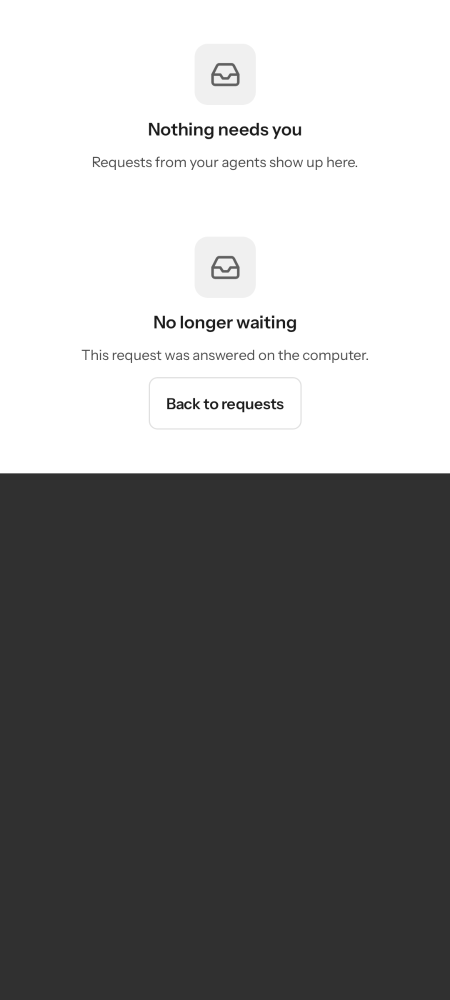 Nothing needs you
Requests from your agents show up here.
No longer waiting
This request was answered on the computer.
Back to requests